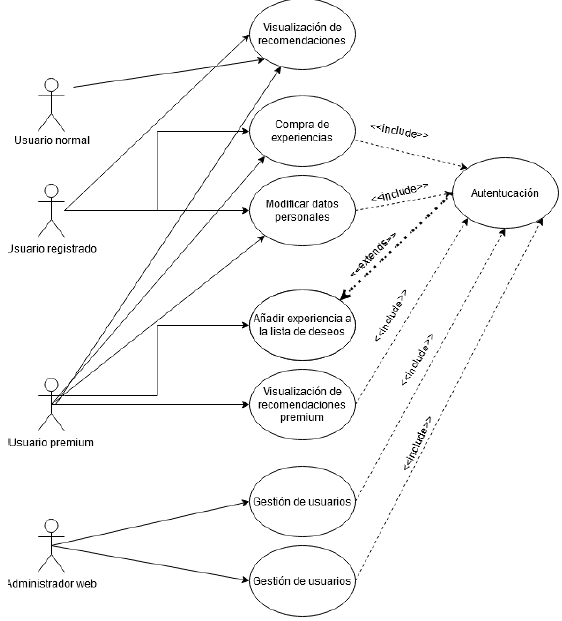 Visualización de
recomendaciones
Usuario normal
Compra de
experiencias
<<include>>
Autentucación
Usuario registrado
Modificar datos
personales
<<include>>
<<extends>>
Añadir experiencia a
la lista de deseos
<<include>>
Usuario premium
Visualización de
recomendaciones
premium
<<include>>
<<include>>
Gestión de usuarios
Administrador web
Gestión de usuarios